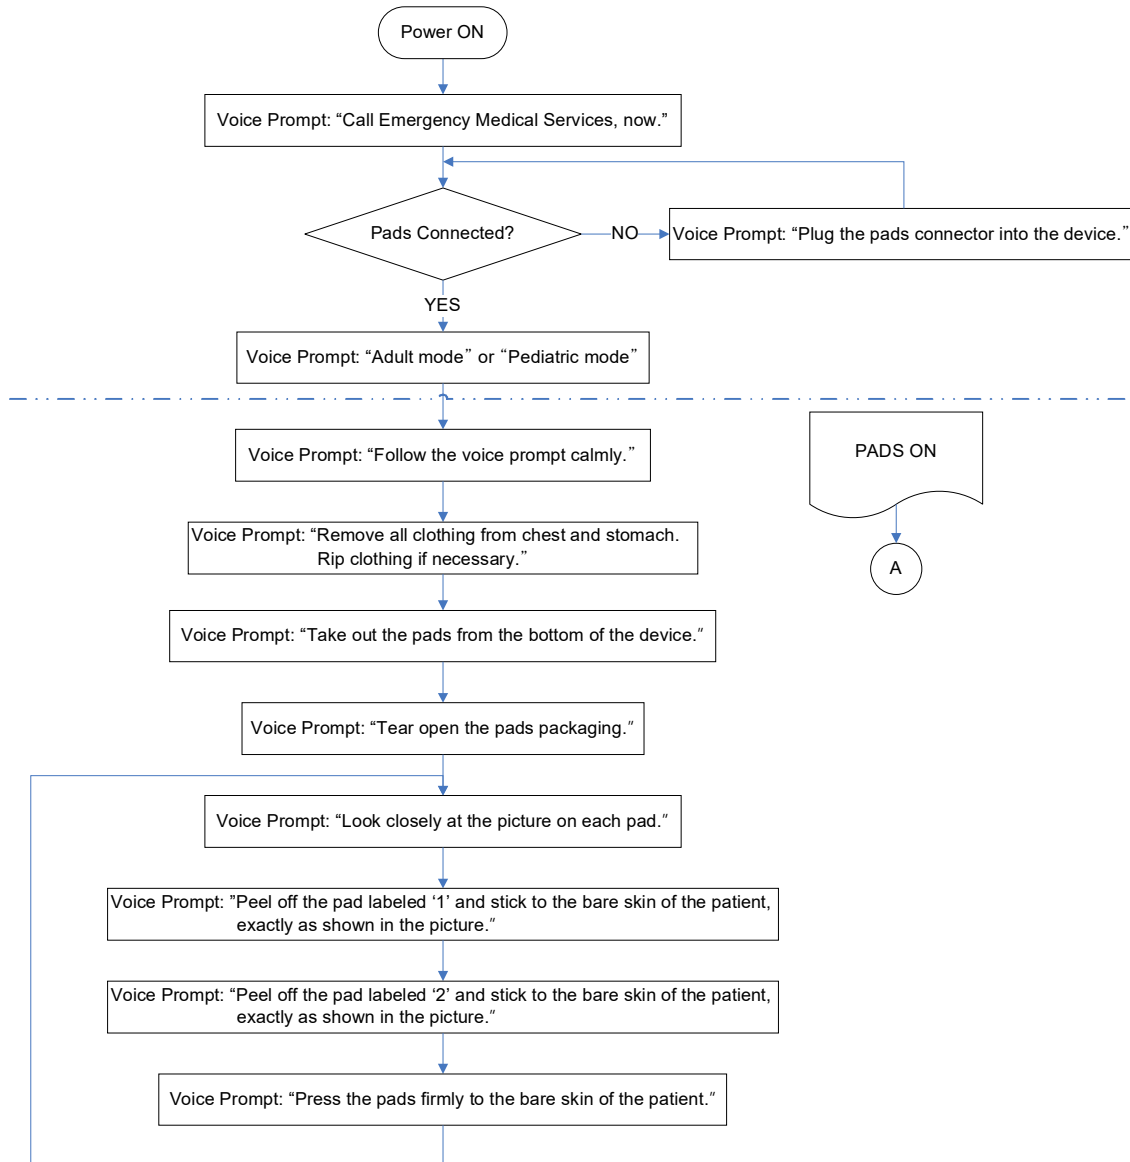 Power ON
Voice Prompt: “Call Emergency Medical Services, now.”
Pads Connected?
NO
Voice Prompt: “Plug the pads connector into the device.”
YES
Voice Prompt: “Adult mode” or “Pediatric mode”
Voice Prompt: “Follow the voice prompt calmly.”
PADS ON
Voice Prompt: “Remove all clothing from chest and stomach.
Rip clothing if necessary.”
A
Voice Prompt: “Take out the pads from the bottom of the device.”
Voice Prompt: “Tear open the pads packaging.”
Voice Prompt: “Look closely at the picture on each pad.”
Voice Prompt: ”Peel off the pad labeled ‘1’ and stick to the bare skin of the patient,
exactly as shown in the picture.”
Voice Prompt: “Peel off the pad labeled ‘2’ and stick to the bare skin of the patient,
exactly as shown in the picture.”
Voice Prompt: “Press the pads firmly to the bare skin of the patient.”